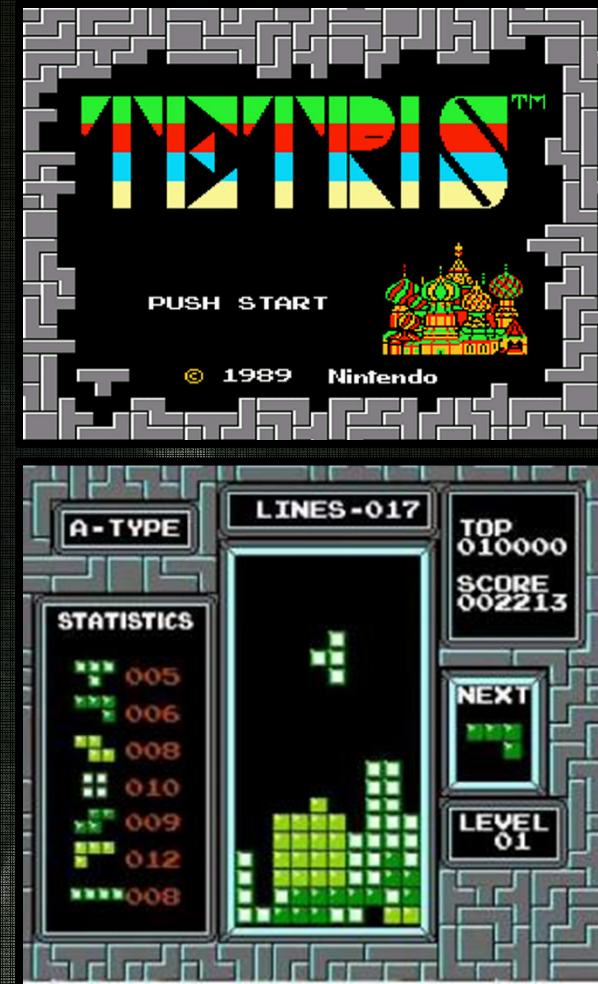 TETRIS™
PUSH START
© 1989 Nintendo
A-TYPE
LINES-017
TOP
010000
SCORE
002213
STATISTICS
005
006
008
010
009
012
008
NEXT
LEVEL
01